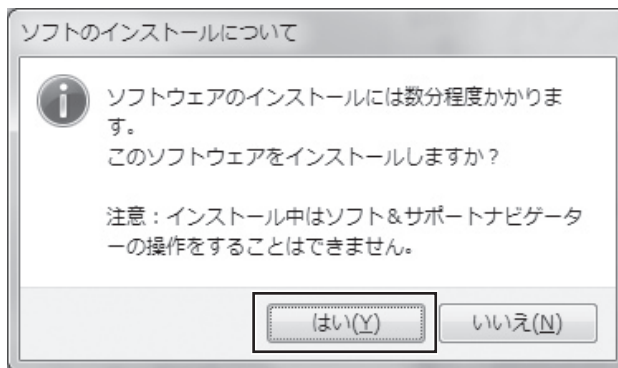 ソフトのインストールについて
ソフトウェアのインストールには数分程度かかりま
す。
このソフトウェアをインストールしますか？
注意：インストール中はソフト＆サポートナビゲータ
ーの操作をすることはできません。
はい(Y)
いいえ(N)